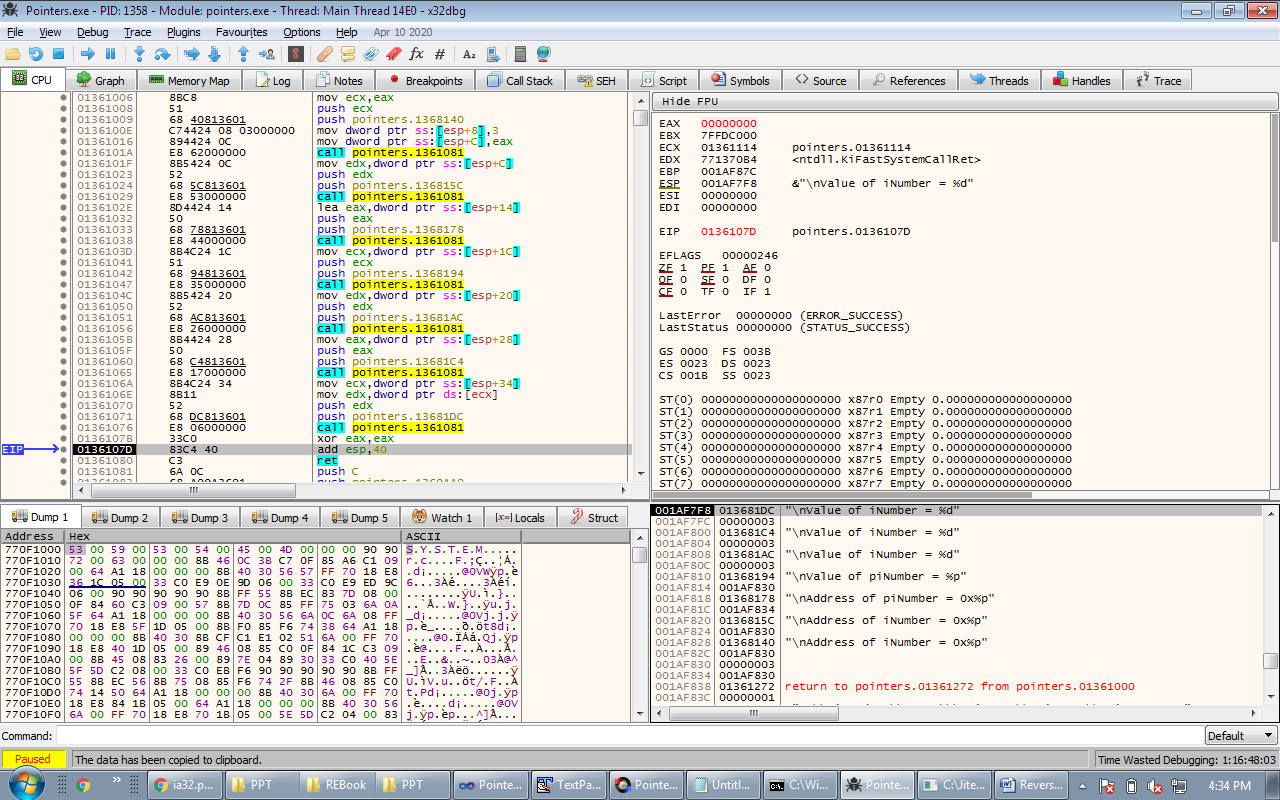 Pointers.exe - PID: 1358 - Module: pointers.exe - Thread: Main Thread 14E0 - x32dbg
File View Debug Trace Plugins Favourites Options Help Apr 10 2020
CPU Graph Memory Map Log Notes Breakpoints Call Stack SEH Script Symbols Source References Threads Handles Trace
01361006 8BC8 mov ecx,eax
01361008 51 push ecx
01361009 68 40813601 push pointers.1368140
0136100E C74424 08 03000000 mov dword ptr ss:[esp+8],3
01361016 894424 0C mov dword ptr ss:[esp+C],eax
0136101A E8 62000000 call pointers.1361081
0136101F 8B5424 0C mov edx,dword ptr ss:[esp+C]
01361023 52 push edx
01361024 68 5C813601 push pointers.136815C
01361029 E8 53000000 call pointers.1361081
0136102E 8D4424 14 lea eax,dword ptr ss:[esp+14]
01361032 50 push eax
01361033 68 78813601 push pointers.1368178
01361038 E8 44000000 call pointers.1361081
0136103D 8B4C24 1C mov ecx,dword ptr ss:[esp+1C]
01361041 51 push ecx
01361042 68 94813601 push pointers.1368194
01361047 E8 35000000 call pointers.1361081
0136104C 8B5424 20 mov edx,dword ptr ss:[esp+20]
01361050 52 push edx
01361051 68 AC813601 push pointers.13681AC
01361056 E8 26000000 call pointers.1361081
0136105B 8B4424 28 mov eax,dword ptr ss:[esp+28]
0136105F 50 push eax
01361060 68 C4813601 push pointers.13681C4
01361065 E8 17000000 call pointers.1361081
0136106A 8B4C24 34 mov ecx,dword ptr ss:[esp+34]
0136106E 8B11 mov edx,dword ptr ds:[ecx]
01361070 52 push edx
01361071 68 DC813601 push pointers.13681DC
01361076 E8 06000000 call pointers.1361081
0136107B 33C0 xor eax,eax
EIP 0136107D 83C4 40 add esp,40
01361080 C3 ret
01361081 6A 0C push C
Hide FPU
EAX 00000000
EBX 7FFDC000
ECX 01361114 pointers.01361114
EDX 771370B4 <ntdll.KiFastSystemCallRet>
EBP 001AF87C
ESP 001AF7F8 &"\nValue of iNumber = %d"
ESI 00000000
EDI 00000000
EIP 0136107D pointers.0136107D
EFLAGS 00000246
ZF 1 PF 1 AF 0
OF 0 SF 0 DF 0
CF 0 TF 0 IF 1
LastError 00000000 (ERROR_SUCCESS)
LastStatus 00000000 (STATUS_SUCCESS)
GS 0000 FS 003B
ES 0023 DS 0023
CS 001B SS 0023
ST(0) 00000000000000000000 x87r0 Empty 0.000000000000000000
ST(1) 00000000000000000000 x87r1 Empty 0.000000000000000000
ST(2) 00000000000000000000 x87r2 Empty 0.000000000000000000
ST(3) 00000000000000000000 x87r3 Empty 0.000000000000000000
ST(4) 00000000000000000000 x87r4 Empty 0.000000000000000000
ST(5) 00000000000000000000 x87r5 Empty 0.000000000000000000
ST(6) 00000000000000000000 x87r6 Empty 0.000000000000000000
ST(7) 00000000000000000000 x87r7 Empty 0.000000000000000000
Dump 1 Dump 2 Dump 3 Dump 4 Dump 5 Watch 1 Locals Struct
Address Hex ASCII
770F1000 53 00 59 00 53 00 54 00 45 00 4D 00 00 00 90 90 S.Y.S.T.E.M.....
770F1010 72 00 63 00 00 00 8B 46 0C 3B C7 0F 85 A6 C1 09
770F1020 00 64 A1 18 00 00 00 8B 40 30 56 57 FF 70 18 E8
770F1030 36 1C 05 00 33 C0 E9 0E 9D 06 00 33 C0 E9 ED 9C
770F1040 06 00 90 90 90 90 90 8B FF 55 8B EC 83 7D 08 00
770F1050 0F 84 60 C3 09 00 57 8B 7D 0C 85 FF 75 03 6A 0A
770F1060 5F 64 A1 18 00 00 00 8B 40 30 56 6A 0C 6A 08 FF
770F1070 70 18 E8 5F 1D 05 00 8B F0 85 F6 74 38 64 A1 18
770F1080 00 00 00 8B 40 30 8B CF C1 E1 02 51 6A 00 FF 70
770F1090 18 E8 40 1D 05 00 89 46 08 85 C0 0F 84 1C C3 09
770F10A0 00 8B 45 08 83 26 00 89 7E 04 89 30 33 C0 40 5E
770F10B0 5F 5D C2 08 00 33 C0 EB F6 90 90 90 90 90 8B FF
770F10C0 55 8B EC 56 8B 75 08 85 F6 74 2F 8B 46 08 85 C0
770F10D0 74 14 50 64 A1 18 00 00 00 8B 40 30 6A 00 FF 70
770F10E0 18 E8 84 1B 05 00 64 A1 18 00 00 00 8B 40 30 56
770F10F0 6A 00 FF 70 18 E8 70 1B 05 00 5E 5D C2 04 00 83
001AF7F8 013681DC "\nValue of iNumber = %d"
001AF7FC 00000003
001AF800 013681C4 "\nValue of iNumber = %d"
001AF804 00000003
001AF808 013681AC "\nValue of iNumber = %d"
001AF80C 00000003
001AF810 01368194 "\nValue of piNumber = %p"
001AF814 001AF830
001AF818 01368178 "\nAddress of piNumber = 0x%p"
001AF81C 001AF834
001AF820 0136815C "\nAddress of iNumber = 0x%p"
001AF824 001AF830
001AF828 01368140 "\nAddress of iNumber = 0x%p"
001AF82C 001AF830
001AF830 00000003
001AF834 001AF830
001AF838 01361272 return to pointers.01361272 from pointers.01361000
001AF83C 00000001
Command: Default
Paused The data has been copied to clipboard. Time Wasted Debugging: 1:16:48:03
ia32.p... PPT REBook PPT Pointe... TextPa... Pointe... Untitl... C:\Wi... Pointe... C:\Jite... Revers... 4:34 PM